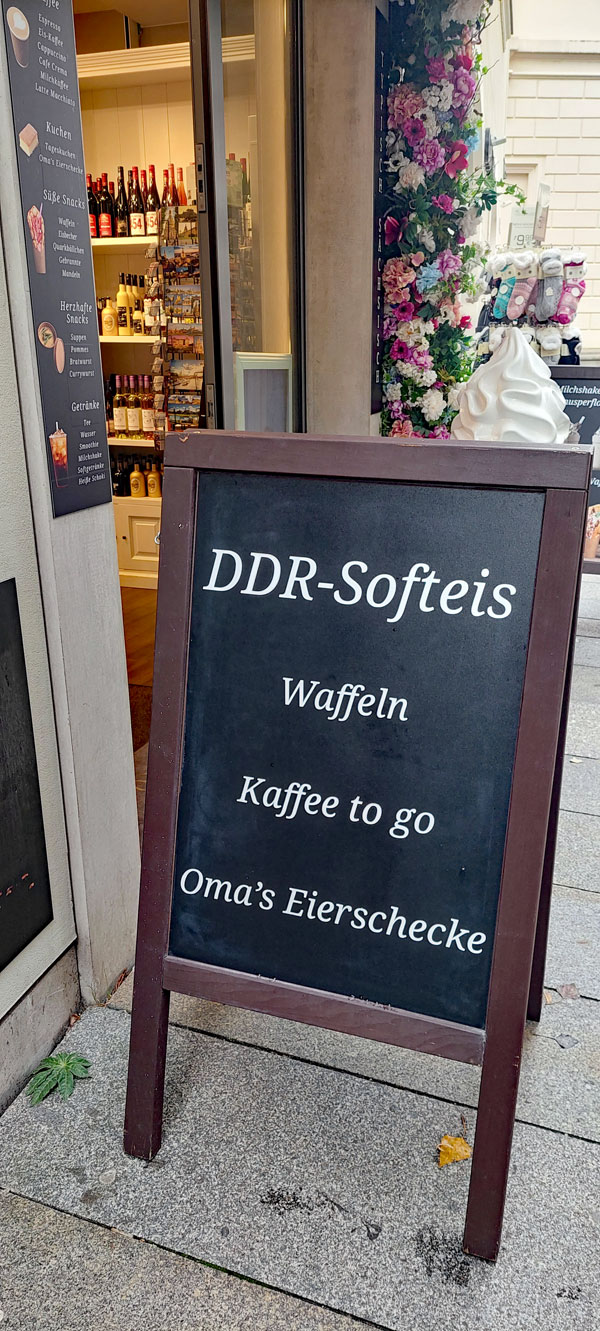 Espresso
Eis-Kaffee
Cappuccino
Cafe Crema
Milchkaffee
Latte Macchiato
Kuchen
Tageskuchen
Oma's Eierschecke
Süße Snacks
Waffeln
Eisbecher
Quarkbällchen
Gebrannte
Mandeln
Herzhafte
Snacks
Suppen
Pommes
Bratwurst
Currywurst
Getränke
Tee
Wasser
Smoothie
Milchshake
Softgetränke
Heiße Schoki
DDR-Softeis
Waffeln
Kaffee to go
Oma's Eierschecke
Milchshake